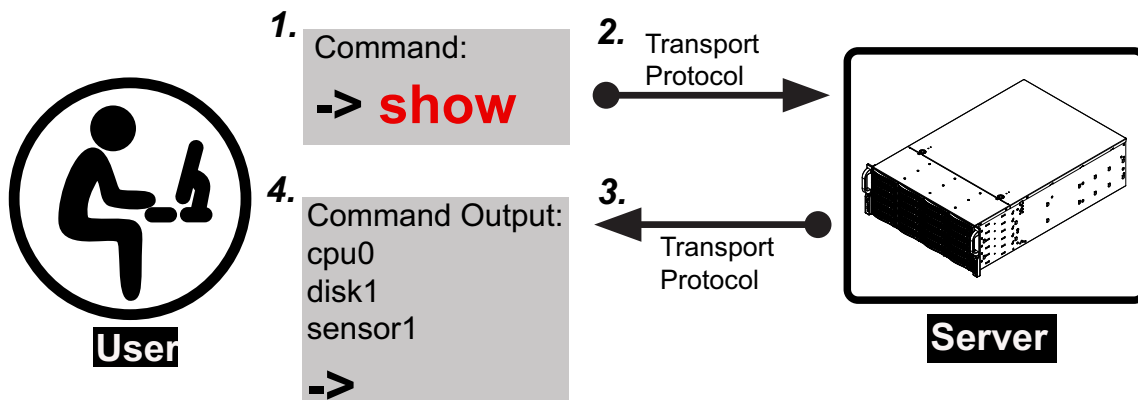 1.
Command:
-> show
2.
Transport
Protocol
3.
Transport
Protocol
4.
Command Output:
cpu0
disk1
sensor1
->
User
Server